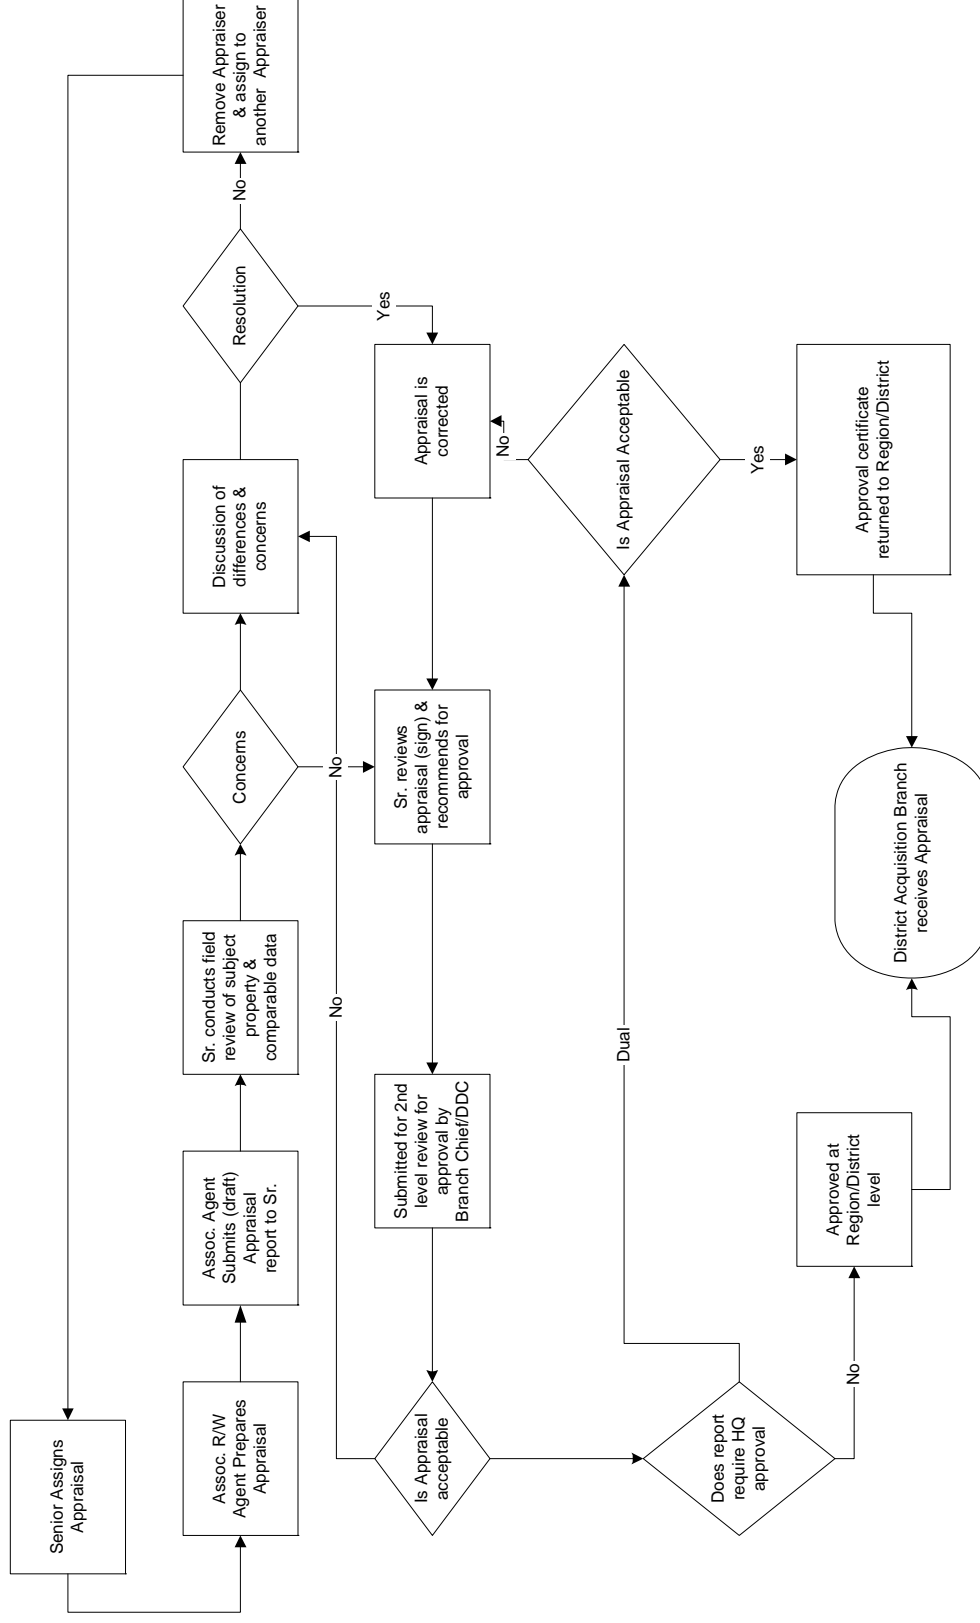 Senior Assigns
Appraisal
Assoc. R/W
Agent Prepares
Appraisal
Assoc. Agent
Submits (draft)
Appraisal
report to Sr.
Sr. conducts field
review of subject
property &
comparable data
Concerns
Discussion of
differences &
concerns
Resolution
No
Remove Appraiser
& assign to
another Appraiser
Yes
No
No
Is Appraisal
acceptable
Submitted for 2nd
level review for
approval by
Branch Chief/DDC
Sr. reviews
appraisal (sign) &
recommends for
approval
Appraisal is
corrected
No
Does report
require HQ
approval
Dual
Is Appraisal Acceptable
No
Yes
Approved at
Region/District
level
District Acquisition Branch
receives Appraisal
Approval certificate
returned to Region/District